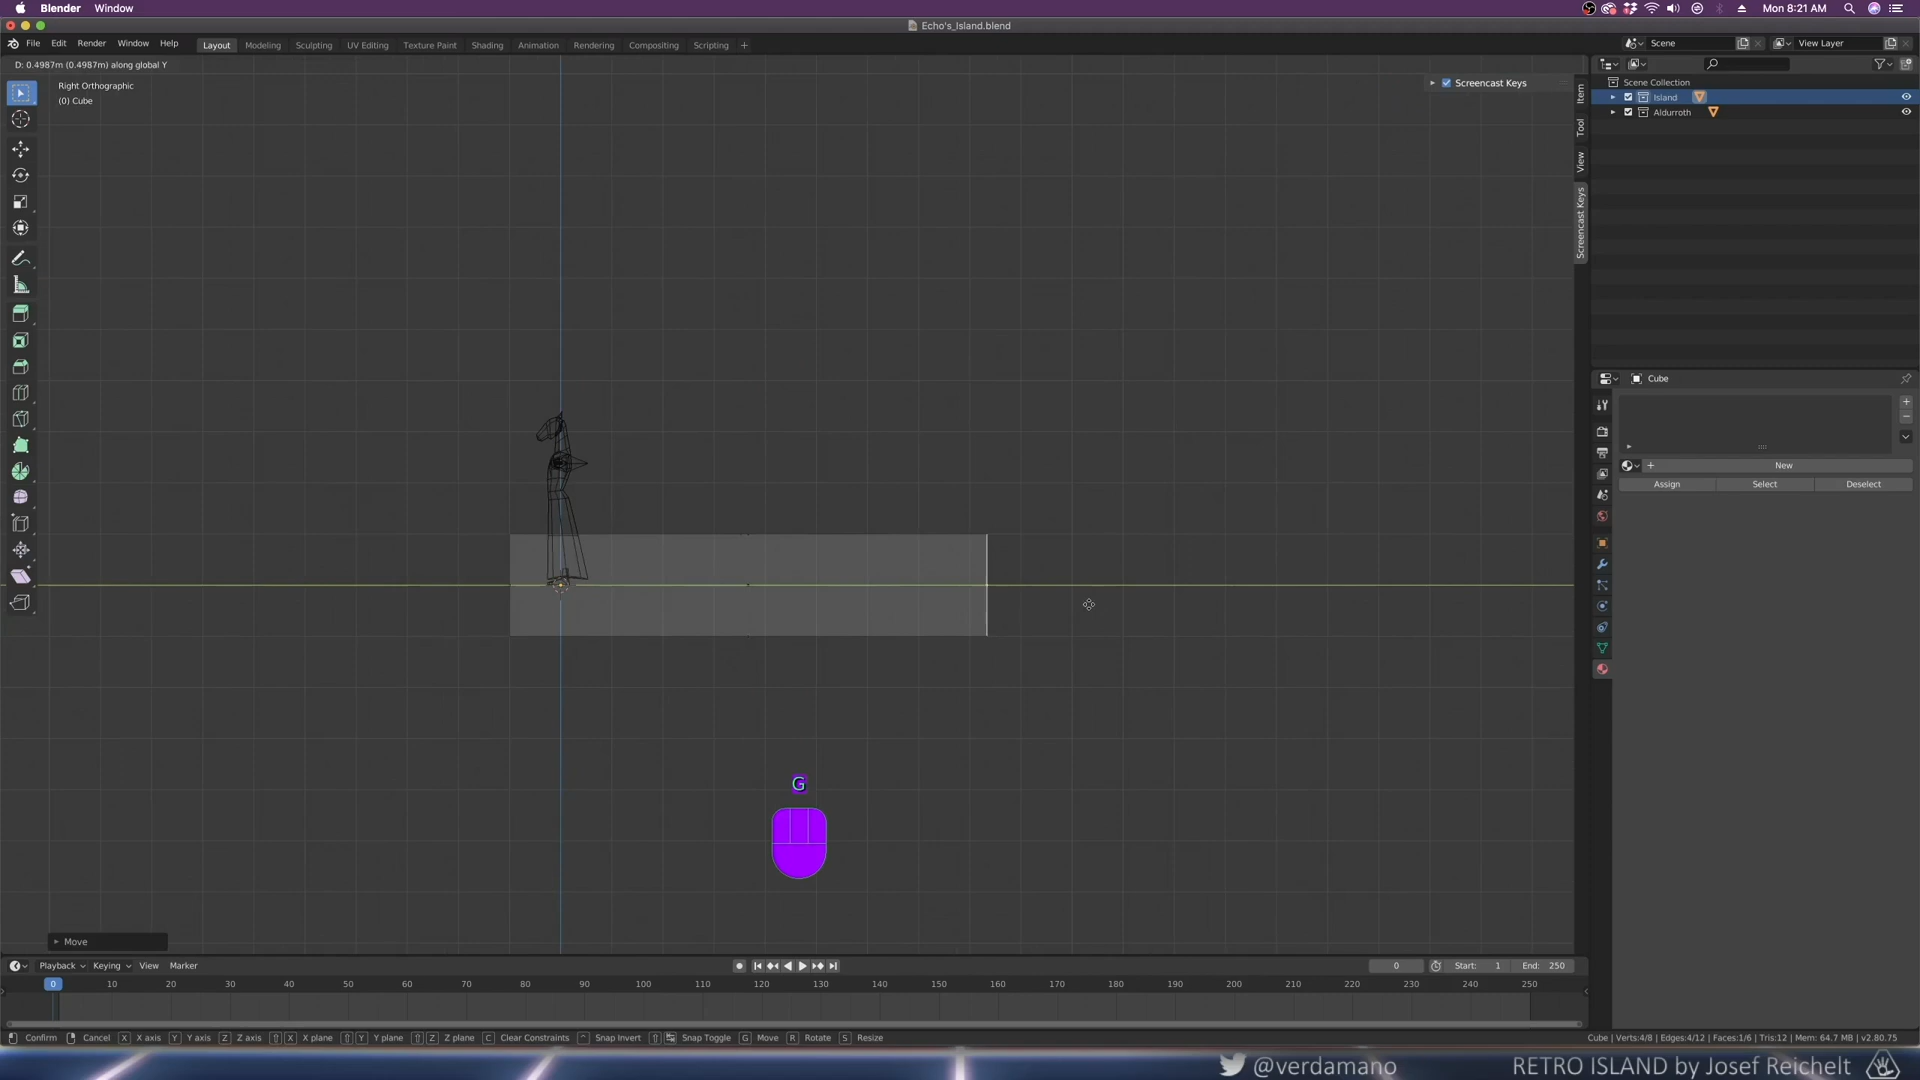 Blender Window Mon 8:21 AM
Echo's_Island.blend
File Edit Render Window Help Layout Modeling Sculpting UV Editing Texture Paint Shading Animation Rendering Compositing Scripting + Scene View Layer
D: 0.4987m (0.4987m) along global Y
Right Orthographic
(0) Cube
Screencast Keys
Item
Tool
View
Screencast Keys
Scene Collection
Island
Aldurroth
Cube
New
Assign Select Deselect
G
Move
Playback Keying View Marker 0 Start: 1 End: 250
0 10 20 30 40 50 60 70 80 90 100 110 120 130 140 150 160 170 180 190 200 210 220 230 240 250
Confirm Cancel X X axis Y Y axis Z Z axis X X plane Y Y plane Z Z plane C Clear Constraints Snap Invert Snap Toggle G Move R Rotate S Resize Cube | Verts:4/8 | Edges:4/12 | Faces:1/6 | Tris:12 | Mem: 64.7 MB | v2.80.75
@verdamano RETRO ISLAND by Josef Reichelt